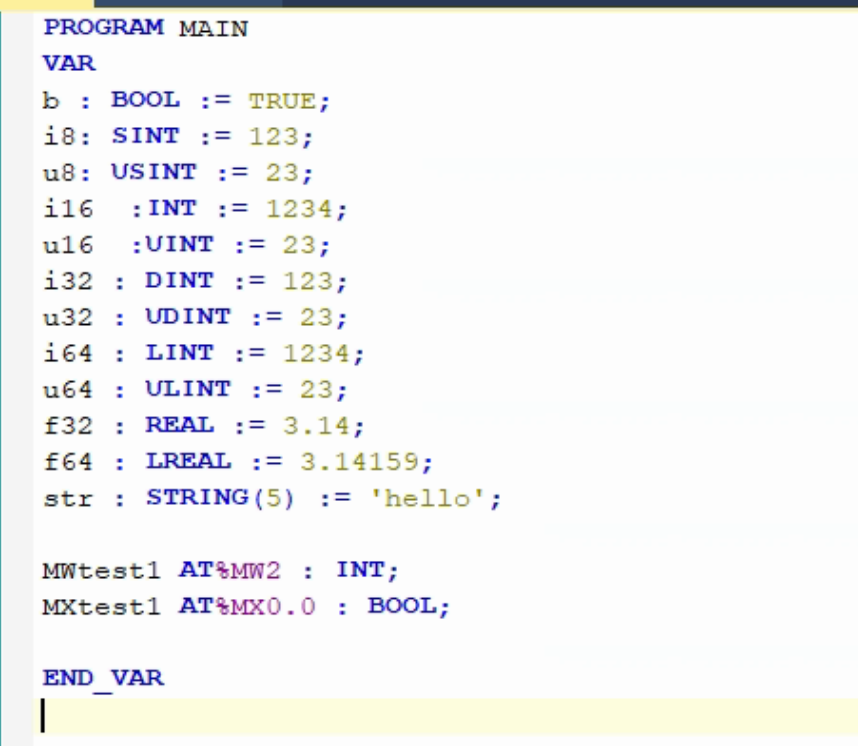 PROGRAM MAIN
VAR
b : BOOL := TRUE;
i8: SINT := 123;
u8: USINT := 23;
i16  :INT := 1234;
u16  :UINT := 23;
i32 : DINT := 123;
u32 : UDINT := 23;
i64 : LINT := 1234;
u64 : ULINT := 23;
f32 : REAL := 3.14;
f64 : LREAL := 3.14159;
str : STRING(5) := 'hello';
MWtest1 AT%MW2 : INT;
MXtest1 AT%MX0.0 : BOOL;
END_VAR